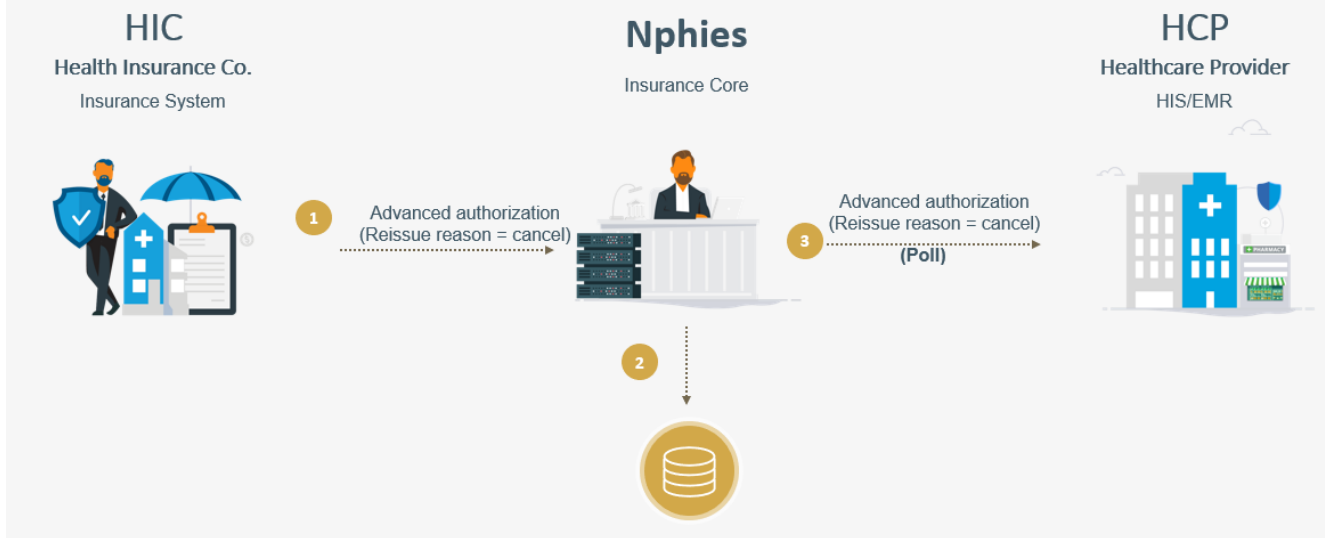 HIC
Health Insurance Co.
Insurance System
Nphies
Insurance Core
HCP
Healthcare Provider
HIS/EMR
1
Advanced authorization
(Reissue reason = cancel)
3
Advanced authorization
(Reissue reason = cancel)
(Poll)
PHARMACY
2